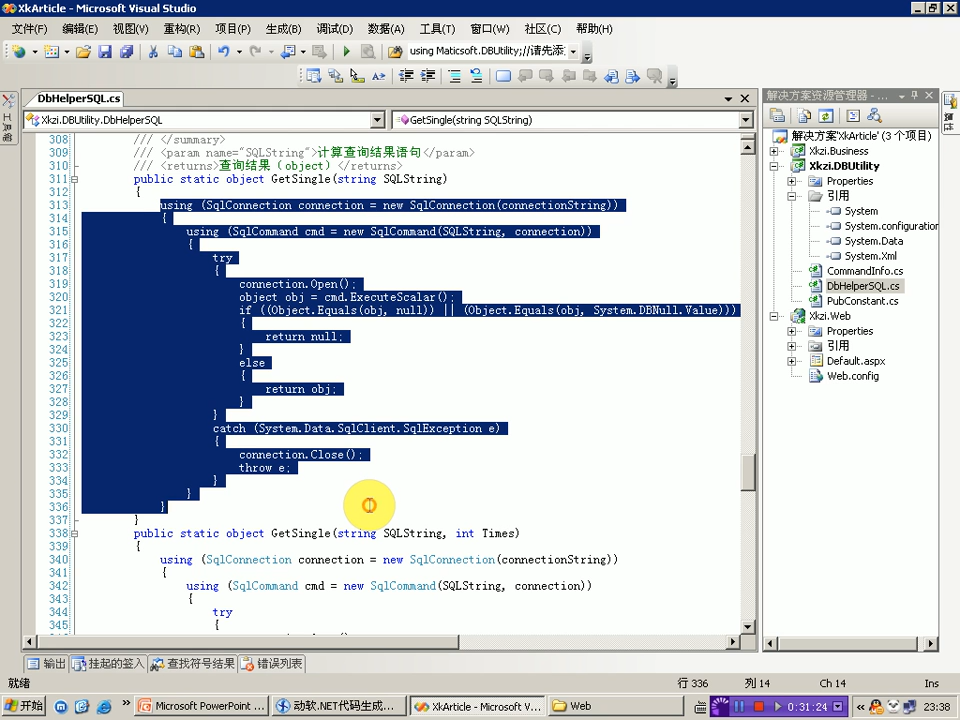 XkArticle - Microsoft Visual Studio
文件(F) 编辑(E) 视图(V) 重构(R) 项目(P) 生成(B) 调试(D) 数据(A) 工具(T) 窗口(W) 社区(C) 帮助(H)
using Maticsoft.DBUtility;//请先添
工具箱
DbHelperSQL.cs
Xkzi.DBUtility.DbHelperSQL
GetSingle(string SQLString)
308 /// </summary>
309 /// <param name="SQLString">计算查询结果语句</param>
310 /// <returns>查询结果（object）</returns>
311 public static object GetSingle(string SQLString)
312 {
313 using (SqlConnection connection = new SqlConnection(connectionString))
314 {
315 using (SqlCommand cmd = new SqlCommand(SQLString, connection))
316 {
317 try
318 {
319 connection.Open();
320 object obj = cmd.ExecuteScalar();
321 if ((Object.Equals(obj, null)) || (Object.Equals(obj, System.DBNull.Value)))
322 {
323 return null;
324 }
325 else
326 {
327 return obj;
328 }
329 }
330 catch (System.Data.SqlClient.SqlException e)
331 {
332 connection.Close();
333 throw e;
334 }
335 }
336 }
337 }
338 public static object GetSingle(string SQLString, int Times)
339 {
340 using (SqlConnection connection = new SqlConnection(connectionString))
341 {
342 using (SqlCommand cmd = new SqlCommand(SQLString, connection))
343 {
344 try
345 {
解决方案资源管理器 - ...
解决方案'XkArticle' (3 个项目)
Xkzi.Business
Xkzi.DBUtility
Properties
引用
System
System.configuration
System.Data
System.Xml
CommandInfo.cs
DbHelperSQL.cs
PubConstant.cs
Xkzi.Web
Properties
引用
Default.aspx
Web.config
属性
输出 挂起的签入 查找符号结果 错误列表
就绪 行 336 列 14 Ch 14 Ins
开始 Microsoft PowerPoint ... 动软.NET代码生成... XkArticle - Microsoft V... Web 0:31:24 23:38